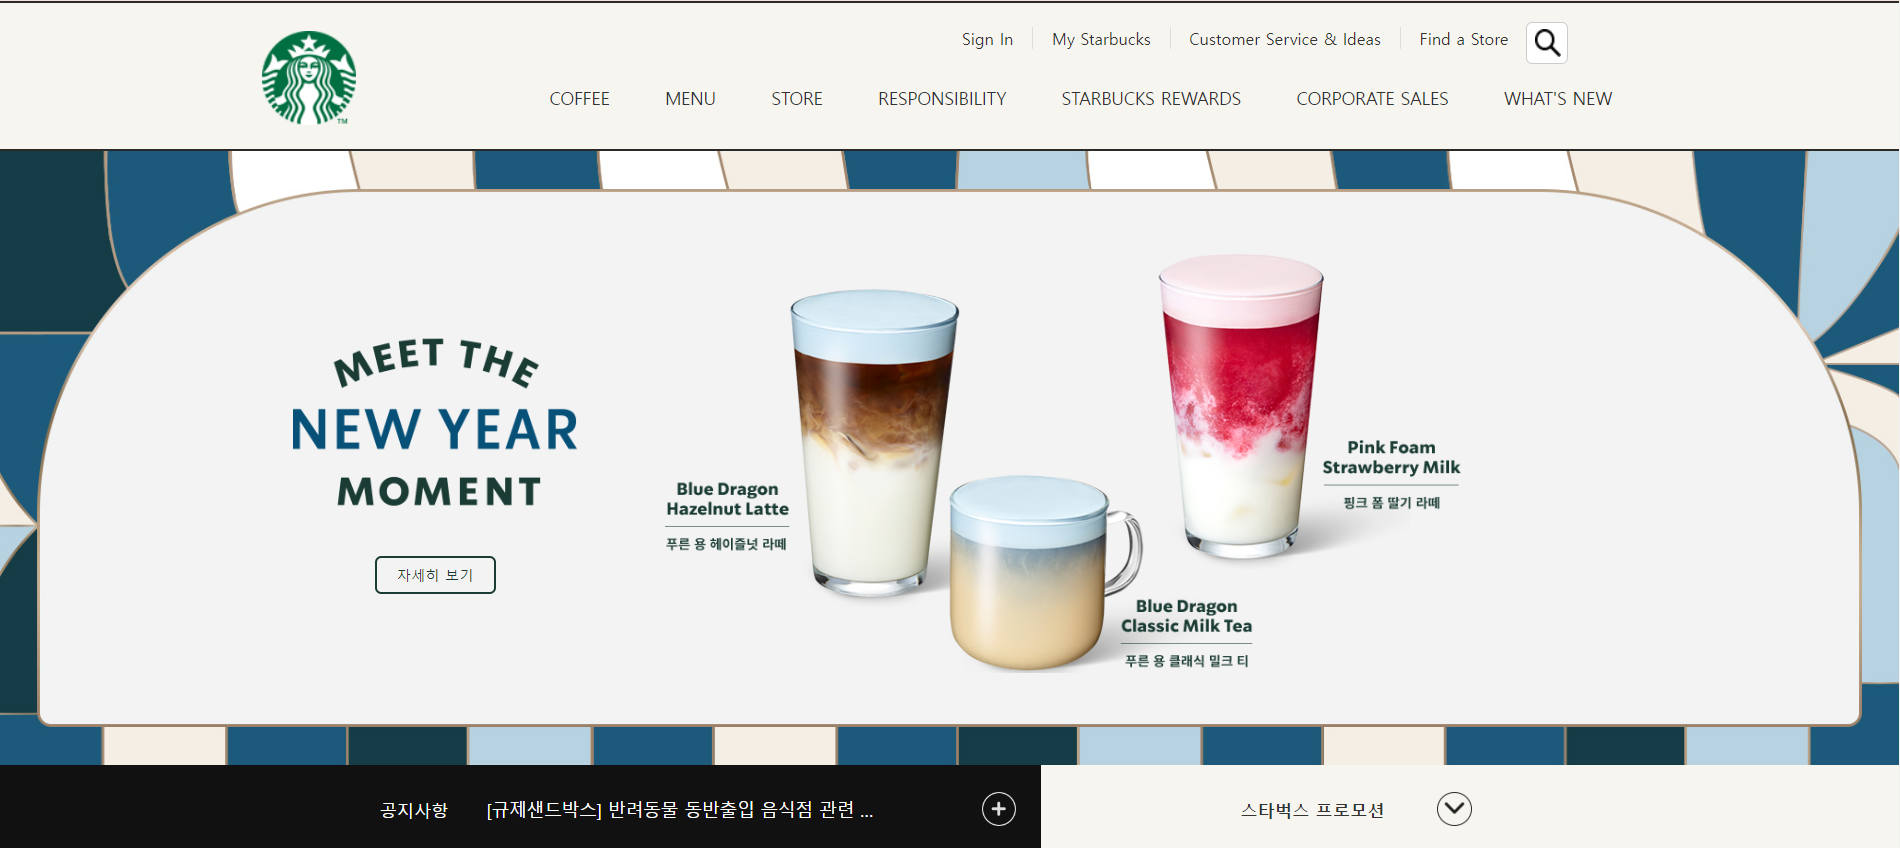 Sign In
My Starbucks
Customer Service & Ideas
Find a Store
TM
COFFEE
MENU
STORE
RESPONSIBILITY
STARBUCKS REWARDS
CORPORATE SALES
WHAT'S NEW
MEET THE
NEW YEAR
MOMENT
자세히 보기
Blue Dragon
Hazelnut Latte
푸른 용 헤이즐넛 라떼
Pink Foam
Strawberry Milk
핑크 폼 딸기 라떼
Blue Dragon
Classic Milk Tea
푸른 용 클래식 밀크 티
공지사항
[규제샌드박스] 반려동물 동반출입 음식점 관련 ...
스타벅스 프로모션